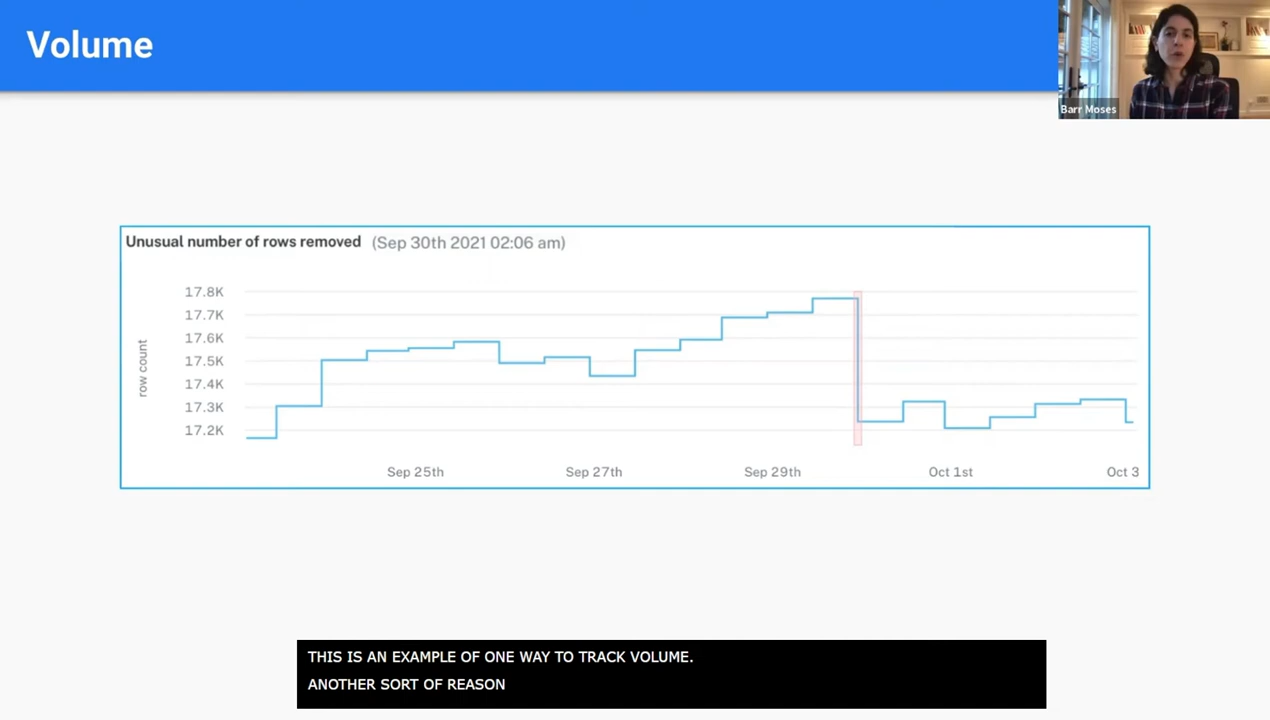 Volume
Barr Moses
Unusual number of rows removed (Sep 30th 2021 02:06 am)
17.8K
17.7K
17.6K
17.5K
17.4K
17.3K
17.2K
row count
Sep 25th Sep 27th Sep 29th Oct 1st Oct 3
THIS IS AN EXAMPLE OF ONE WAY TO TRACK VOLUME.
ANOTHER SORT OF REASON